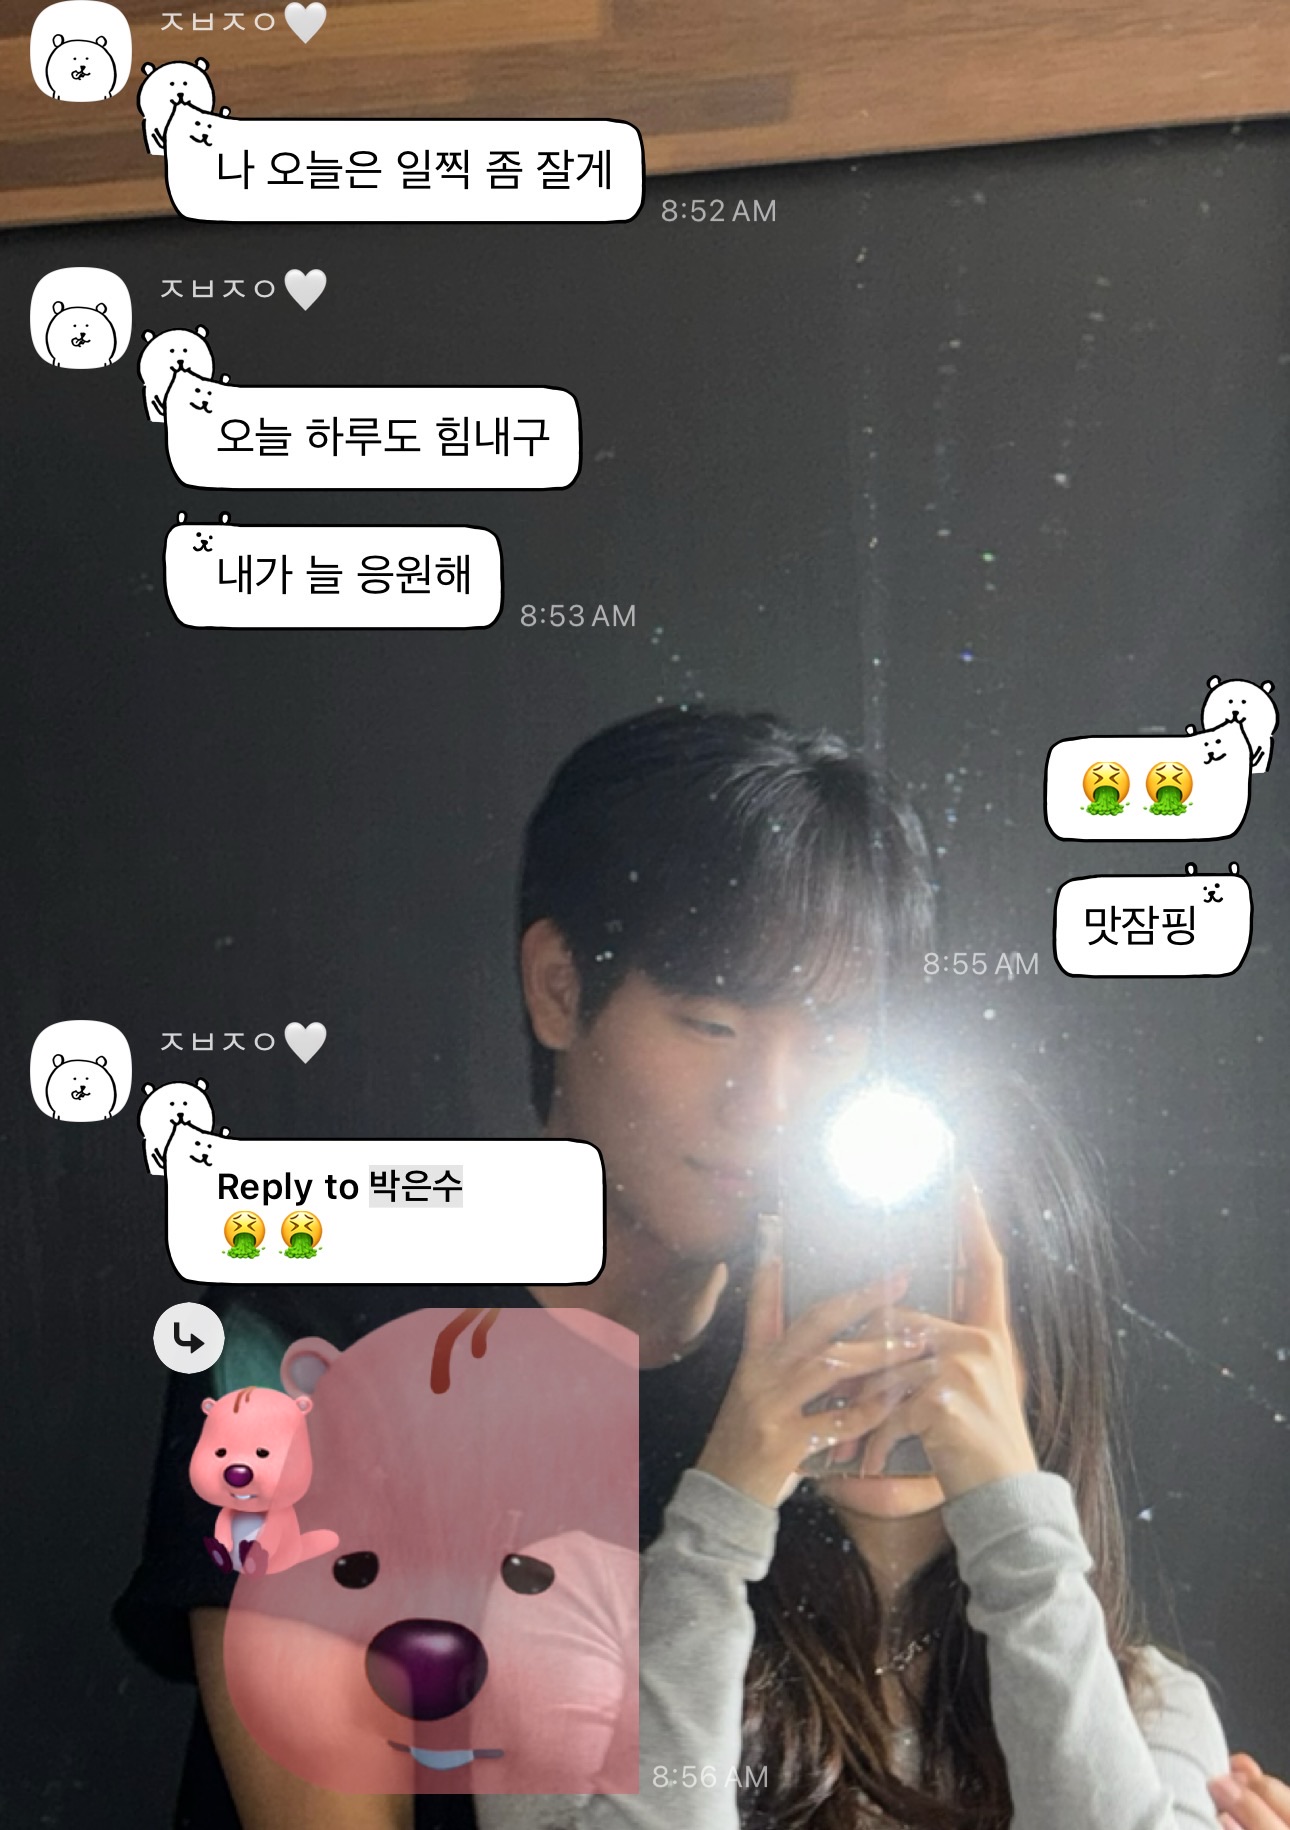 ㅈㅂㅈㅇ🤍
나 오늘은 일찍 좀 잘게
8:52 AM
ㅈㅂㅈㅇ🤍
오늘 하루도 힘내구
내가 늘 응원해
8:53 AM
🤮🤮
맛잠핑
8:55 AM
ㅈㅂㅈㅇ🤍
Reply to 박은수
🤮🤮
8:56 AM